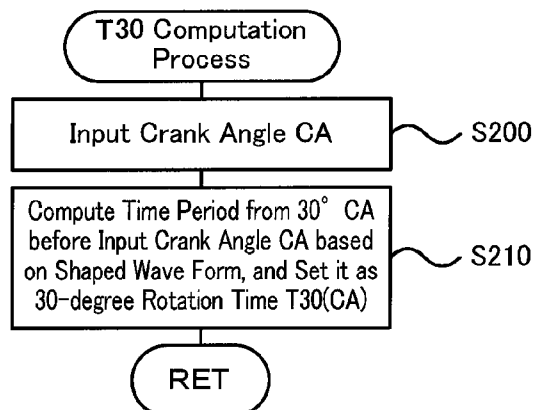 T30 Computation
Process
Input Crank Angle CA
S200
Compute Time Period from 30° CA
before Input Crank Angle CA based
on Shaped Wave Form, and Set it as
30-degree Rotation Time T30(CA)
S210
RET